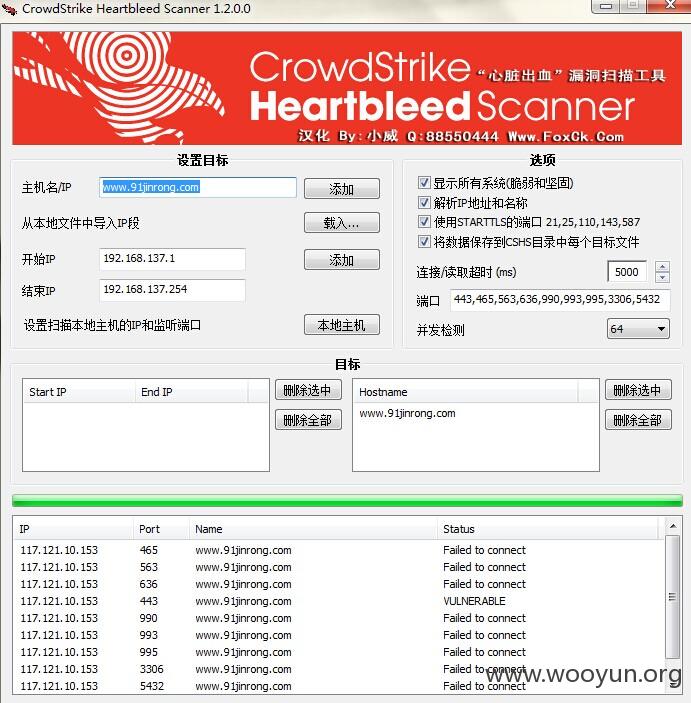 CrowdStrike Heartbleed Scanner 1.2.0.0
CrowdStrike “心脏出血”漏洞扫描工具
Heartbleed Scanner
汉化 By:小威 Q:88550444 Www.FoxCk.Com
设置目标
主机名/IP www.91jinrong.com 添加
从本地文件中导入IP段 载入...
开始IP 192.168.137.1 添加
结束IP 192.168.137.254
设置扫描本地主机的IP和监听端口 本地主机
选项
显示所有系统(脆弱和坚固)
解析IP地址和名称
使用STARTTLS的端口 21,25,110,143,587
将数据保存到CSHS目录中每个目标文件
连接/读取超时 (ms) 5000
端口 443,465,563,636,990,993,995,3306,5432
并发检测 64
目标
Start IP End IP 删除选中 Hostname 删除选中
www.91jinrong.com
删除全部 删除全部
IP Port Name Status
117.121.10.153 465 www.91jinrong.com Failed to connect
117.121.10.153 563 www.91jinrong.com Failed to connect
117.121.10.153 636 www.91jinrong.com Failed to connect
117.121.10.153 443 www.91jinrong.com VULNERABLE
117.121.10.153 990 www.91jinrong.com Failed to connect
117.121.10.153 993 www.91jinrong.com Failed to connect
117.121.10.153 995 www.91jinrong.com Failed to connect
117.121.10.153 3306 www.91jinrong.com Failed to connect
117.121.10.153 5432 www.91jinrong.com Failed to connect
www.wooyun.org